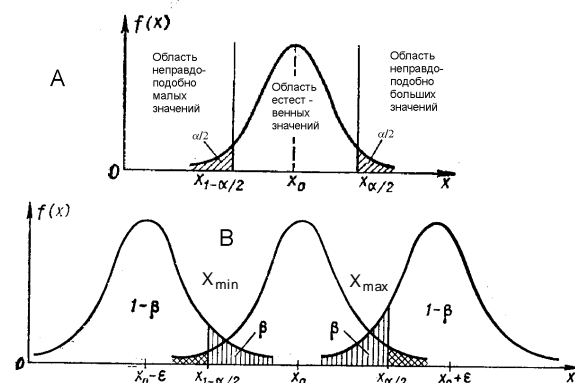 f(x)
A
Область
неправдо-
подобно
малых
значений
Область
естест -
венных
значений
Область
неправдо-
подобно
больших
значений
α/2
α/2
0
x1-α/2
x0
xα/2
x
f(x)
B
Xmin
Xmax
1-β
β
β
1-β
0
x0-ε
x1-α/2
x0
xα/2
x0+ε
x